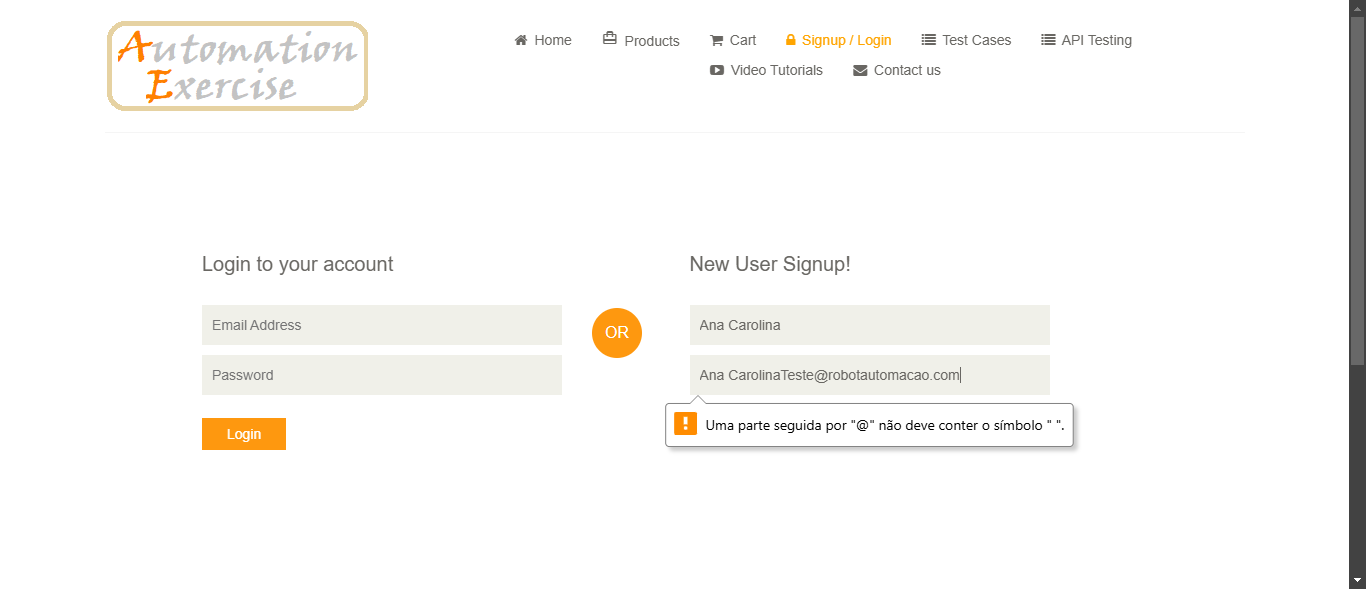 Automation
Exercise
Home Products Cart Signup / Login Test Cases API Testing
Video Tutorials Contact us
Login to your account
Email Address
Password
Login
OR
New User Signup!
Ana Carolina
Ana CarolinaTeste@robotautomacao.com
Uma parte seguida por "@" não deve conter o símbolo " ".